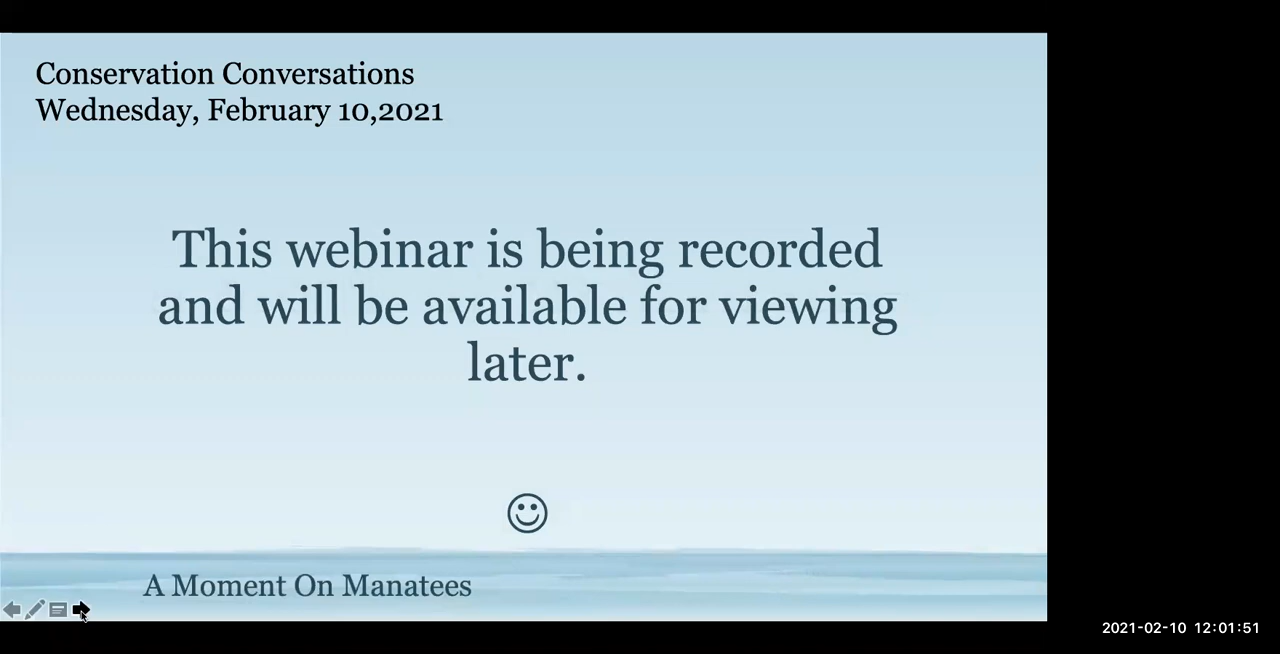 Conservation Conversations
Wednesday, February 10,2021
This webinar is being recorded
and will be available for viewing
later.
A Moment On Manatees
2021-02-10 12:01:51